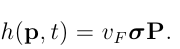 h(𝐩, t) = v_F 𝝈𝐏.